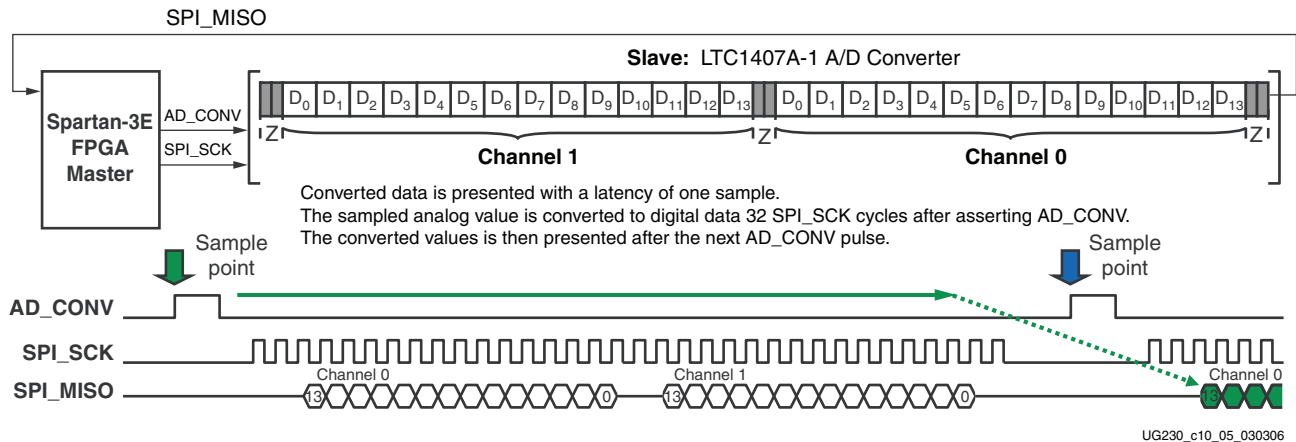 SPI_MISO
Slave: LTC1407A-1 A/D Converter
Spartan-3E
FPGA
Master
AD_CONV
SPI_SCK
D0 D1 D2 D3 D4 D5 D6 D7 D8 D9 D10 D11 D12 D13 D0 D1 D2 D3 D4 D5 D6 D7 D8 D9 D10 D11 D12 D13
Z Z Z
Channel 1 Channel 0
Converted data is presented with a latency of one sample.
The sampled analog value is converted to digital data 32 SPI_SCK cycles after asserting AD_CONV.
The converted values is then presented after the next AD_CONV pulse.
Sample
point
Sample
point
AD_CONV
SPI_SCK
Channel 0 Channel 1 Channel 0
SPI_MISO 13 0 13 0 13
UG230_c10_05_030306